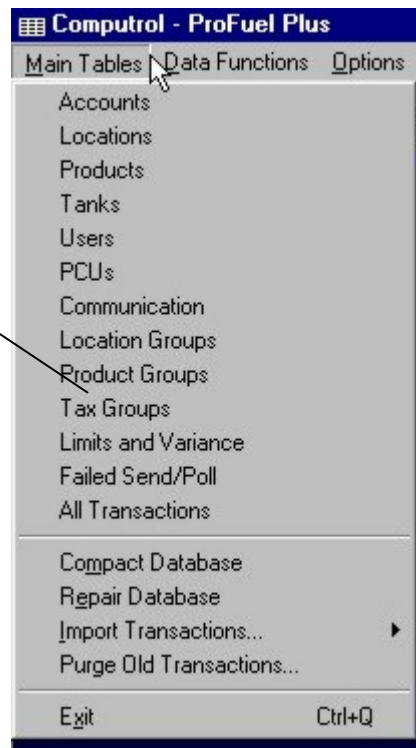 Computrol - ProFuel Plus
Main Tables Data Functions Options
Accounts
Locations
Products
Tanks
Users
PCUs
Communication
Location Groups
Product Groups
Tax Groups
Limits and Variance
Failed Send/Poll
All Transactions
Compact Database
Repair Database
Import Transactions...
Purge Old Transactions...
Exit Ctrl+Q